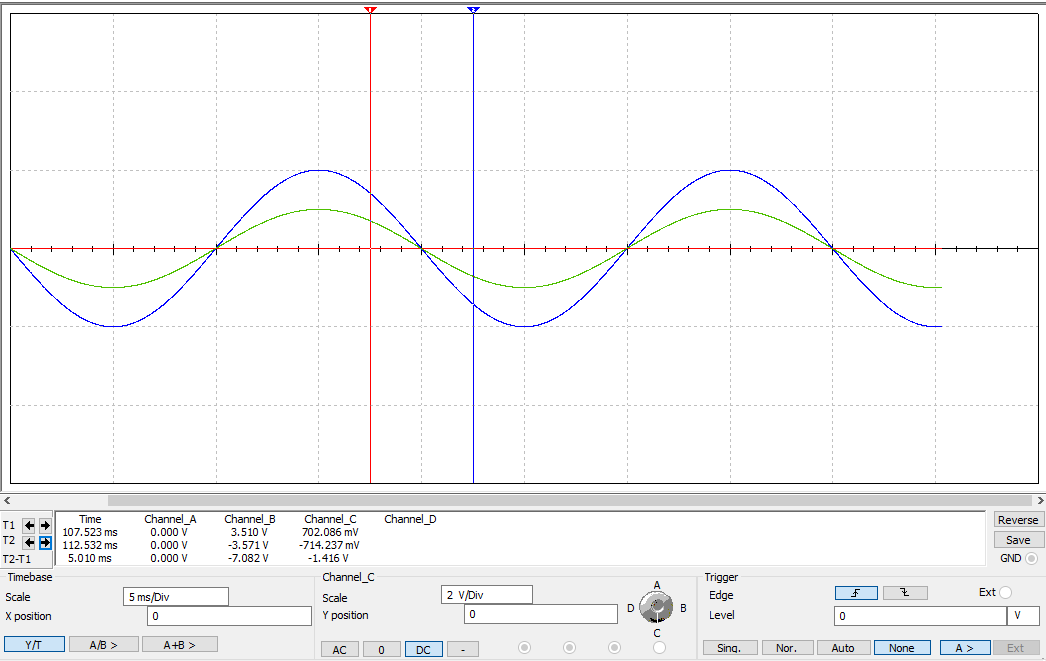 1 2
T1 T2 T2-T1
Time Channel_A Channel_B Channel_C Channel_D
107.523 ms 0.000 V 3.510 V 702.086 mV
112.532 ms 0.000 V -3.571 V -714.237 mV
5.010 ms 0.000 V -7.082 V -1.416 V
Reverse
Save
GND
Timebase
Scale 5 ms/Div
X position 0
Y/T A/B > A+B >
Channel_C
Scale 2 V/Div
Y position 0
AC 0 DC -
A
D B
C
Trigger
Edge Ext
Level 0 V
Sing. Nor. Auto None A > Ext